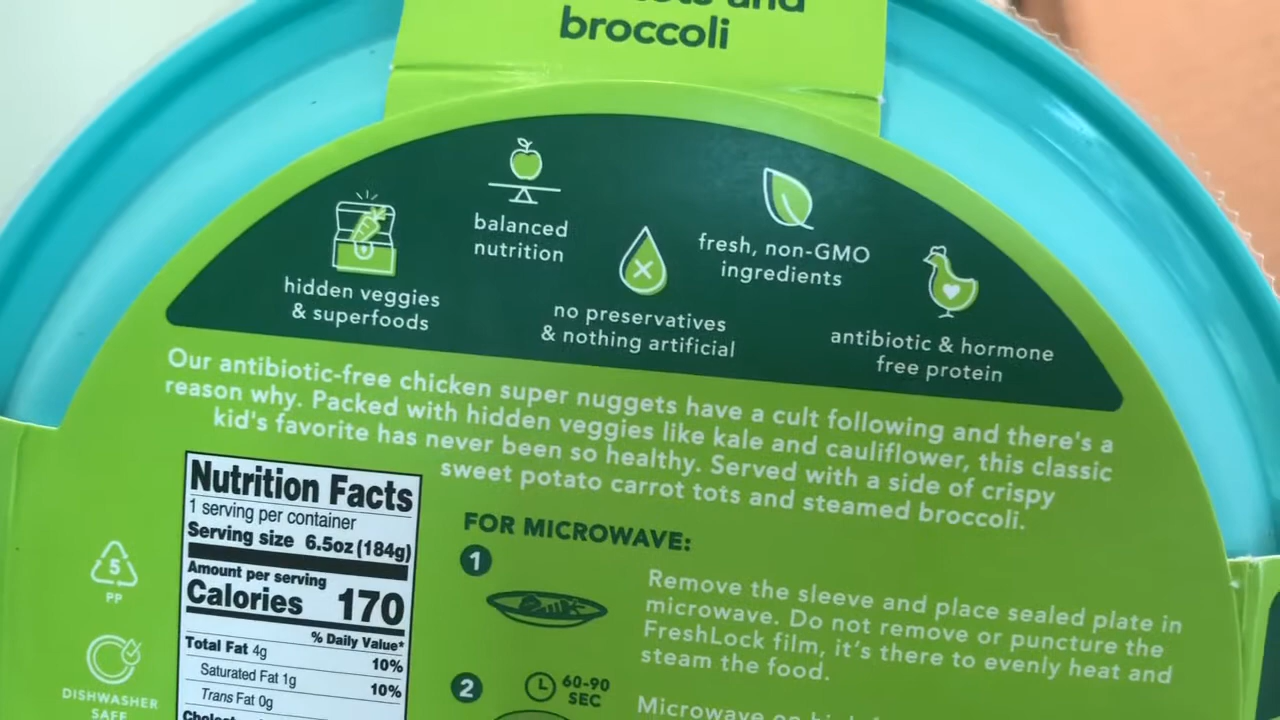 and
broccoli
balanced
nutrition
fresh, non-GMO
ingredients
hidden veggies
& superfoods
no preservatives
& nothing artificial
antibiotic & hormone
free protein
Our antibiotic-free chicken super nuggets have a cult following and there's a
reason why. Packed with hidden veggies like kale and cauliflower, this classic
kid's favorite has never been so healthy. Served with a side of crispy
sweet potato carrot tots and steamed broccoli.
Nutrition Facts
1 serving per container
Serving size 6.5oz (184g)
Amount per serving
Calories 170
% Daily Value*
Total Fat 4g 10%
Saturated Fat 1g 10%
Trans Fat 0g
5
PP
DISHWASHER
SAFE
FOR MICROWAVE:
1
Remove the sleeve and place sealed plate in
microwave. Do not remove or puncture the
FreshLock film, it's there to evenly heat and
steam the food.
2
60-90
SEC
Microwave on